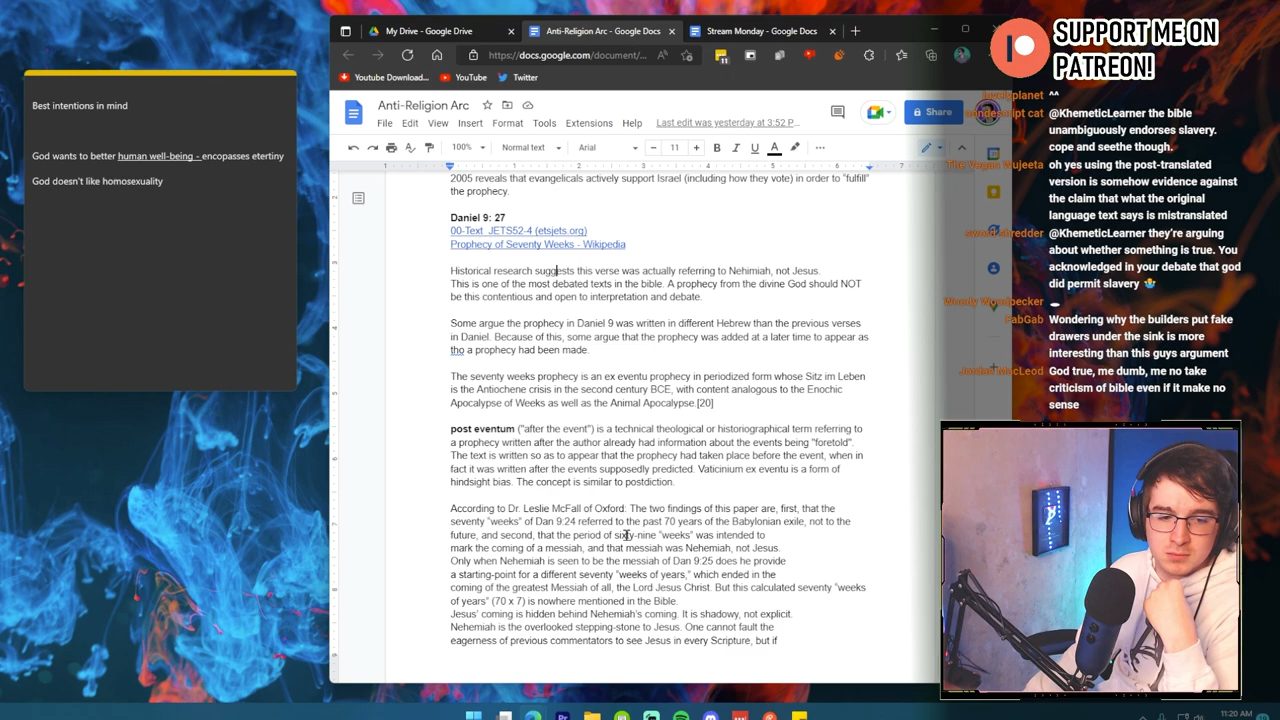 My Drive - Google Drive
Anti-Religion Arc - Google Docs
Stream Monday - Google Docs
https://docs.google.com/document/...
Youtube Download...
YouTube
Twitter
Anti-Religion Arc
File Edit View Insert Format Tools Extensions Help
Last edit was yesterday at 3:52 P...
Share
100% Normal text Arial 11 B I U A
2005 reveals that evangelicals actively support Israel (including how they vote) in order to “fulfill”
the prophecy.
Daniel 9: 27
00-Text_JETS52-4 (etsjets.org)
Prophecy of Seventy Weeks - Wikipedia
Historical research suggests this verse was actually referring to Nehimiah, not Jesus.
This is one of the most debated texts in the bible. A prophecy from the divine God should NOT
be this contentious and open to interpretation and debate.
Some argue the prophecy in Daniel 9 was written in different Hebrew than the previous verses
in Daniel. Because of this, some argue that the prophecy was added at a later time to appear as
tho a prophecy had been made.
The seventy weeks prophecy is an ex eventu prophecy in periodized form whose Sitz im Leben
is the Antiochene crisis in the second century BCE, with content analogous to the Enochic
Apocalypse of Weeks as well as the Animal Apocalypse.[20]
post eventum ("after the event") is a technical theological or historiographical term referring to
a prophecy written after the author already had information about the events being "foretold".
The text is written so as to appear that the prophecy had taken place before the event, when in
fact it was written after the events supposedly predicted. Vaticinium ex eventu is a form of
hindsight bias. The concept is similar to postdiction.
According to Dr. Leslie McFall of Oxford: The two findings of this paper are, first, that the
seventy “weeks” of Dan 9:24 referred to the past 70 years of the Babylonian exile, not to the
future, and second, that the period of sixty-nine “weeks” was intended to
mark the coming of a messiah, and that messiah was Nehemiah, not Jesus.
Only when Nehemiah is seen to be the messiah of Dan 9:25 does he provide
a starting-point for a different seventy “weeks of years,” which ended in the
coming of the greatest Messiah of all, the Lord Jesus Christ. But this calculated seventy “weeks
of years” (70 x 7) is nowhere mentioned in the Bible.
Jesus’ coming is hidden behind Nehemiah’s coming. It is shadowy, not explicit.
Nehemiah is the overlooked stepping-stone to Jesus. One cannot fault the
eagerness of previous commentators to see Jesus in every Scripture, but if
Best intentions in mind
God wants to better human well-being - encopasses etertiny
God doesn't like homosexuality
SUPPORT ME ON
PATREON!
^^
@KhemeticLearner the bible
unambiguously endorses slavery.
cope and seethe though.
The Vegan Wujeeta
oh yes using the post-translated
version is somehow evidence against
the claim that what the original
language text says is mistranslated
sword shredder
@KhemeticLearner they're arguing
about whether something is true. You
acknowledged in your debate that god
did permit slavery
Woody Woodpecker
Wondering why the builders put fake
drawers under the sink is more
interesting than this guys argument
Jordan McLeod
God true, me dumb, me no take
criticism of bible even if it make no
sense
11:20 AM